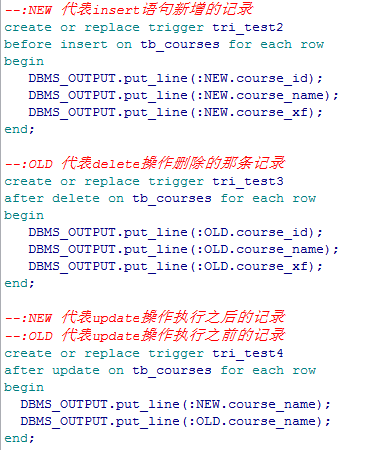 --:NEW 代表insert语句新增的记录
create or replace trigger tri_test2
before insert on tb_courses for each row
begin
   DBMS_OUTPUT.put_line(:NEW.course_id);
   DBMS_OUTPUT.put_line(:NEW.course_name);
   DBMS_OUTPUT.put_line(:NEW.course_xf);
end;
--:OLD 代表delete操作删除的那条记录
create or replace trigger tri_test3
after delete on tb_courses for each row
begin
   DBMS_OUTPUT.put_line(:OLD.course_id);
   DBMS_OUTPUT.put_line(:OLD.course_name);
   DBMS_OUTPUT.put_line(:OLD.course_xf);
end;
--:NEW 代表update操作执行之后的记录
--:OLD 代表update操作执行之前的记录
create or replace trigger tri_test4
after update on tb_courses for each row
begin
  DBMS_OUTPUT.put_line(:NEW.course_name);
  DBMS_OUTPUT.put_line(:OLD.course_name);
end;